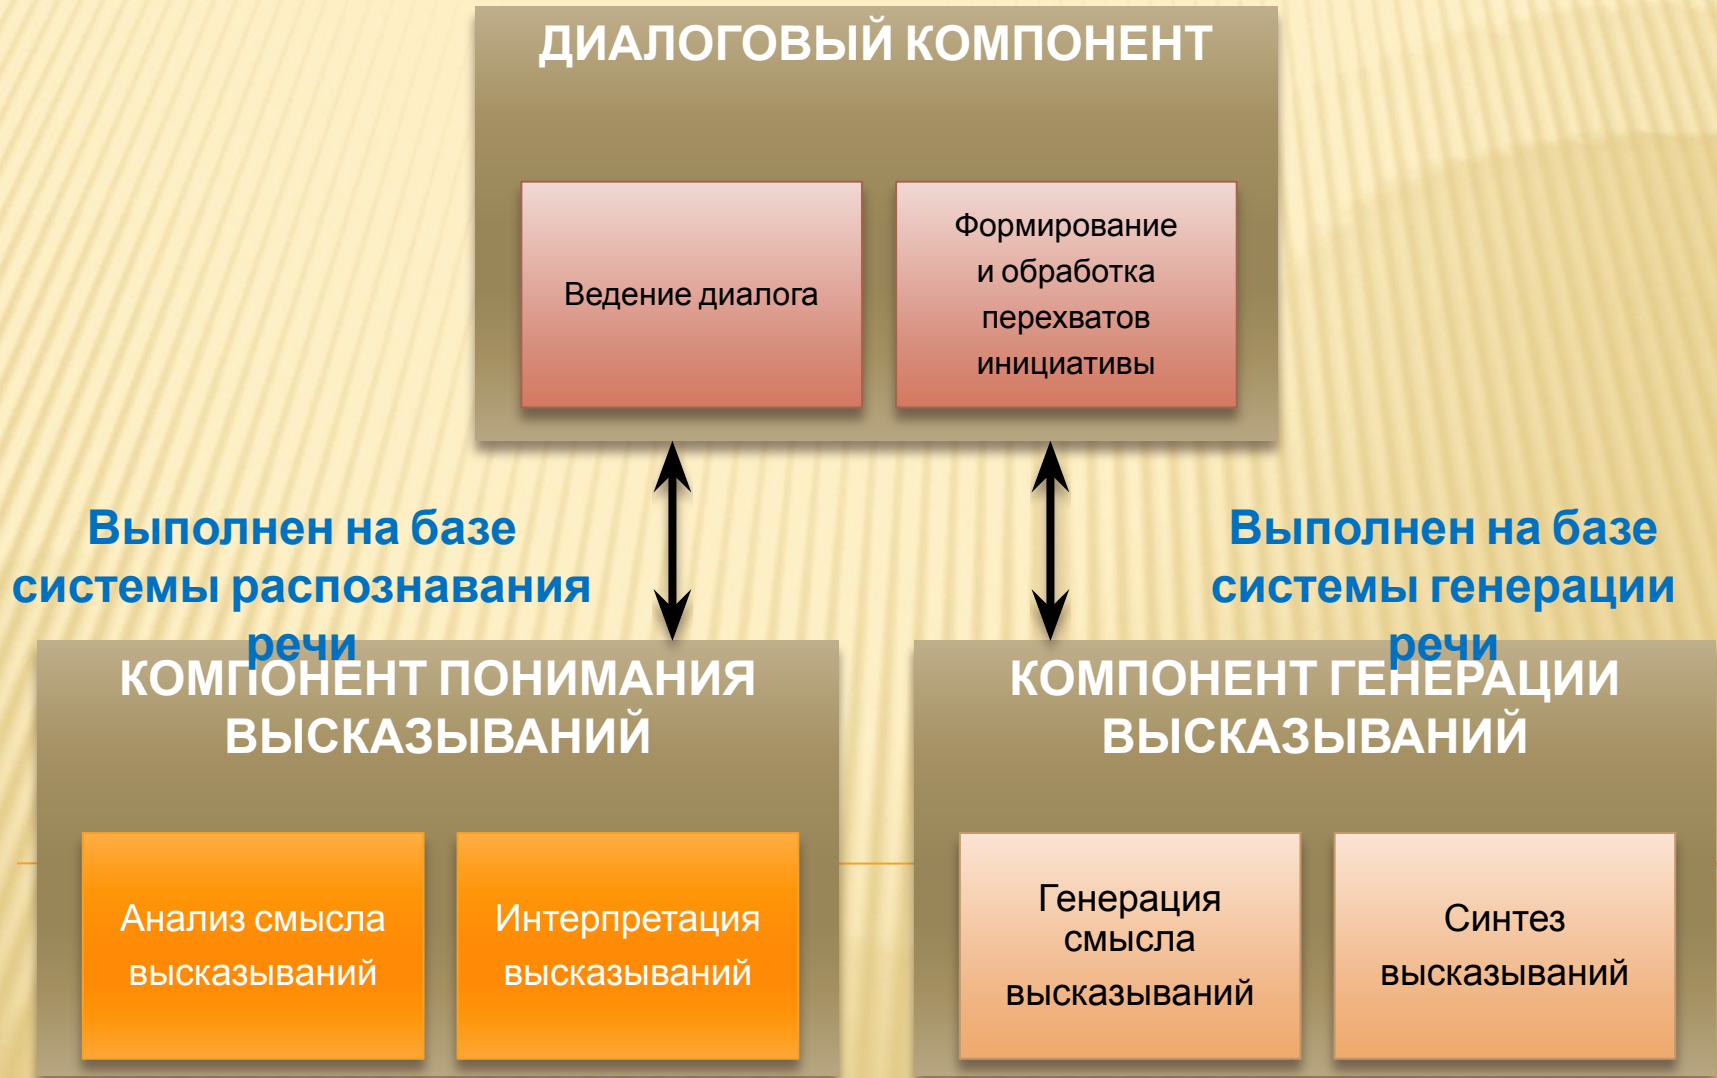 ДИАЛОГОВЫЙ КОМПОНЕНТ
Ведение диалога
Формирование
и обработка
перехватов
инициативы
Выполнен на базе
системы распознавания
речи
Выполнен на базе
системы генерации
речи
КОМПОНЕНТ ПОНИМАНИЯ
ВЫСКАЗЫВАНИЙ
Анализ смысла
высказываний
Интерпретация
высказываний
КОМПОНЕНТ ГЕНЕРАЦИИ
ВЫСКАЗЫВАНИЙ
Генерация
смысла
высказываний
Синтез
высказываний